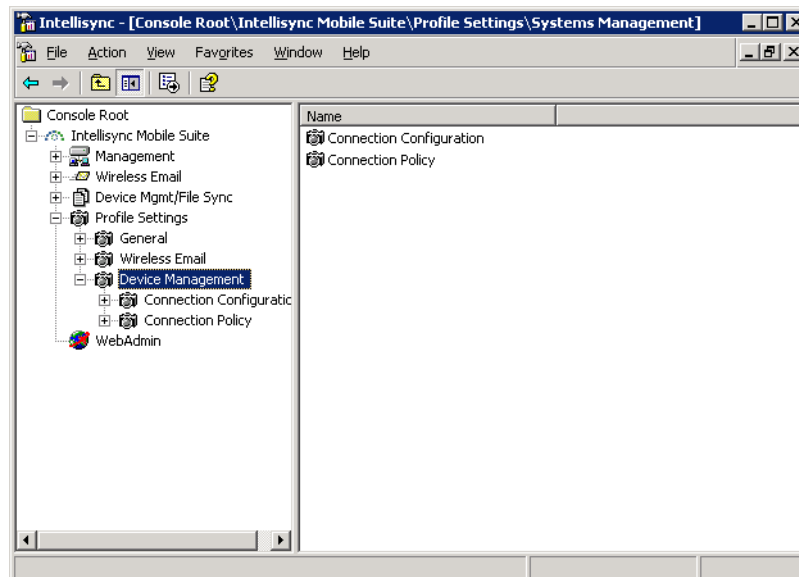 Intellisync - [Console Root\Intellisync Mobile Suite\Profile Settings\Systems Management]
File Action View Favorites Window Help
Console Root
Intellisync Mobile Suite
Management
Wireless Email
Device Mgmt/File Sync
Profile Settings
General
Wireless Email
Device Management
Connection Configuratio
Connection Policy
WebAdmin
Name
Connection Configuration
Connection Policy